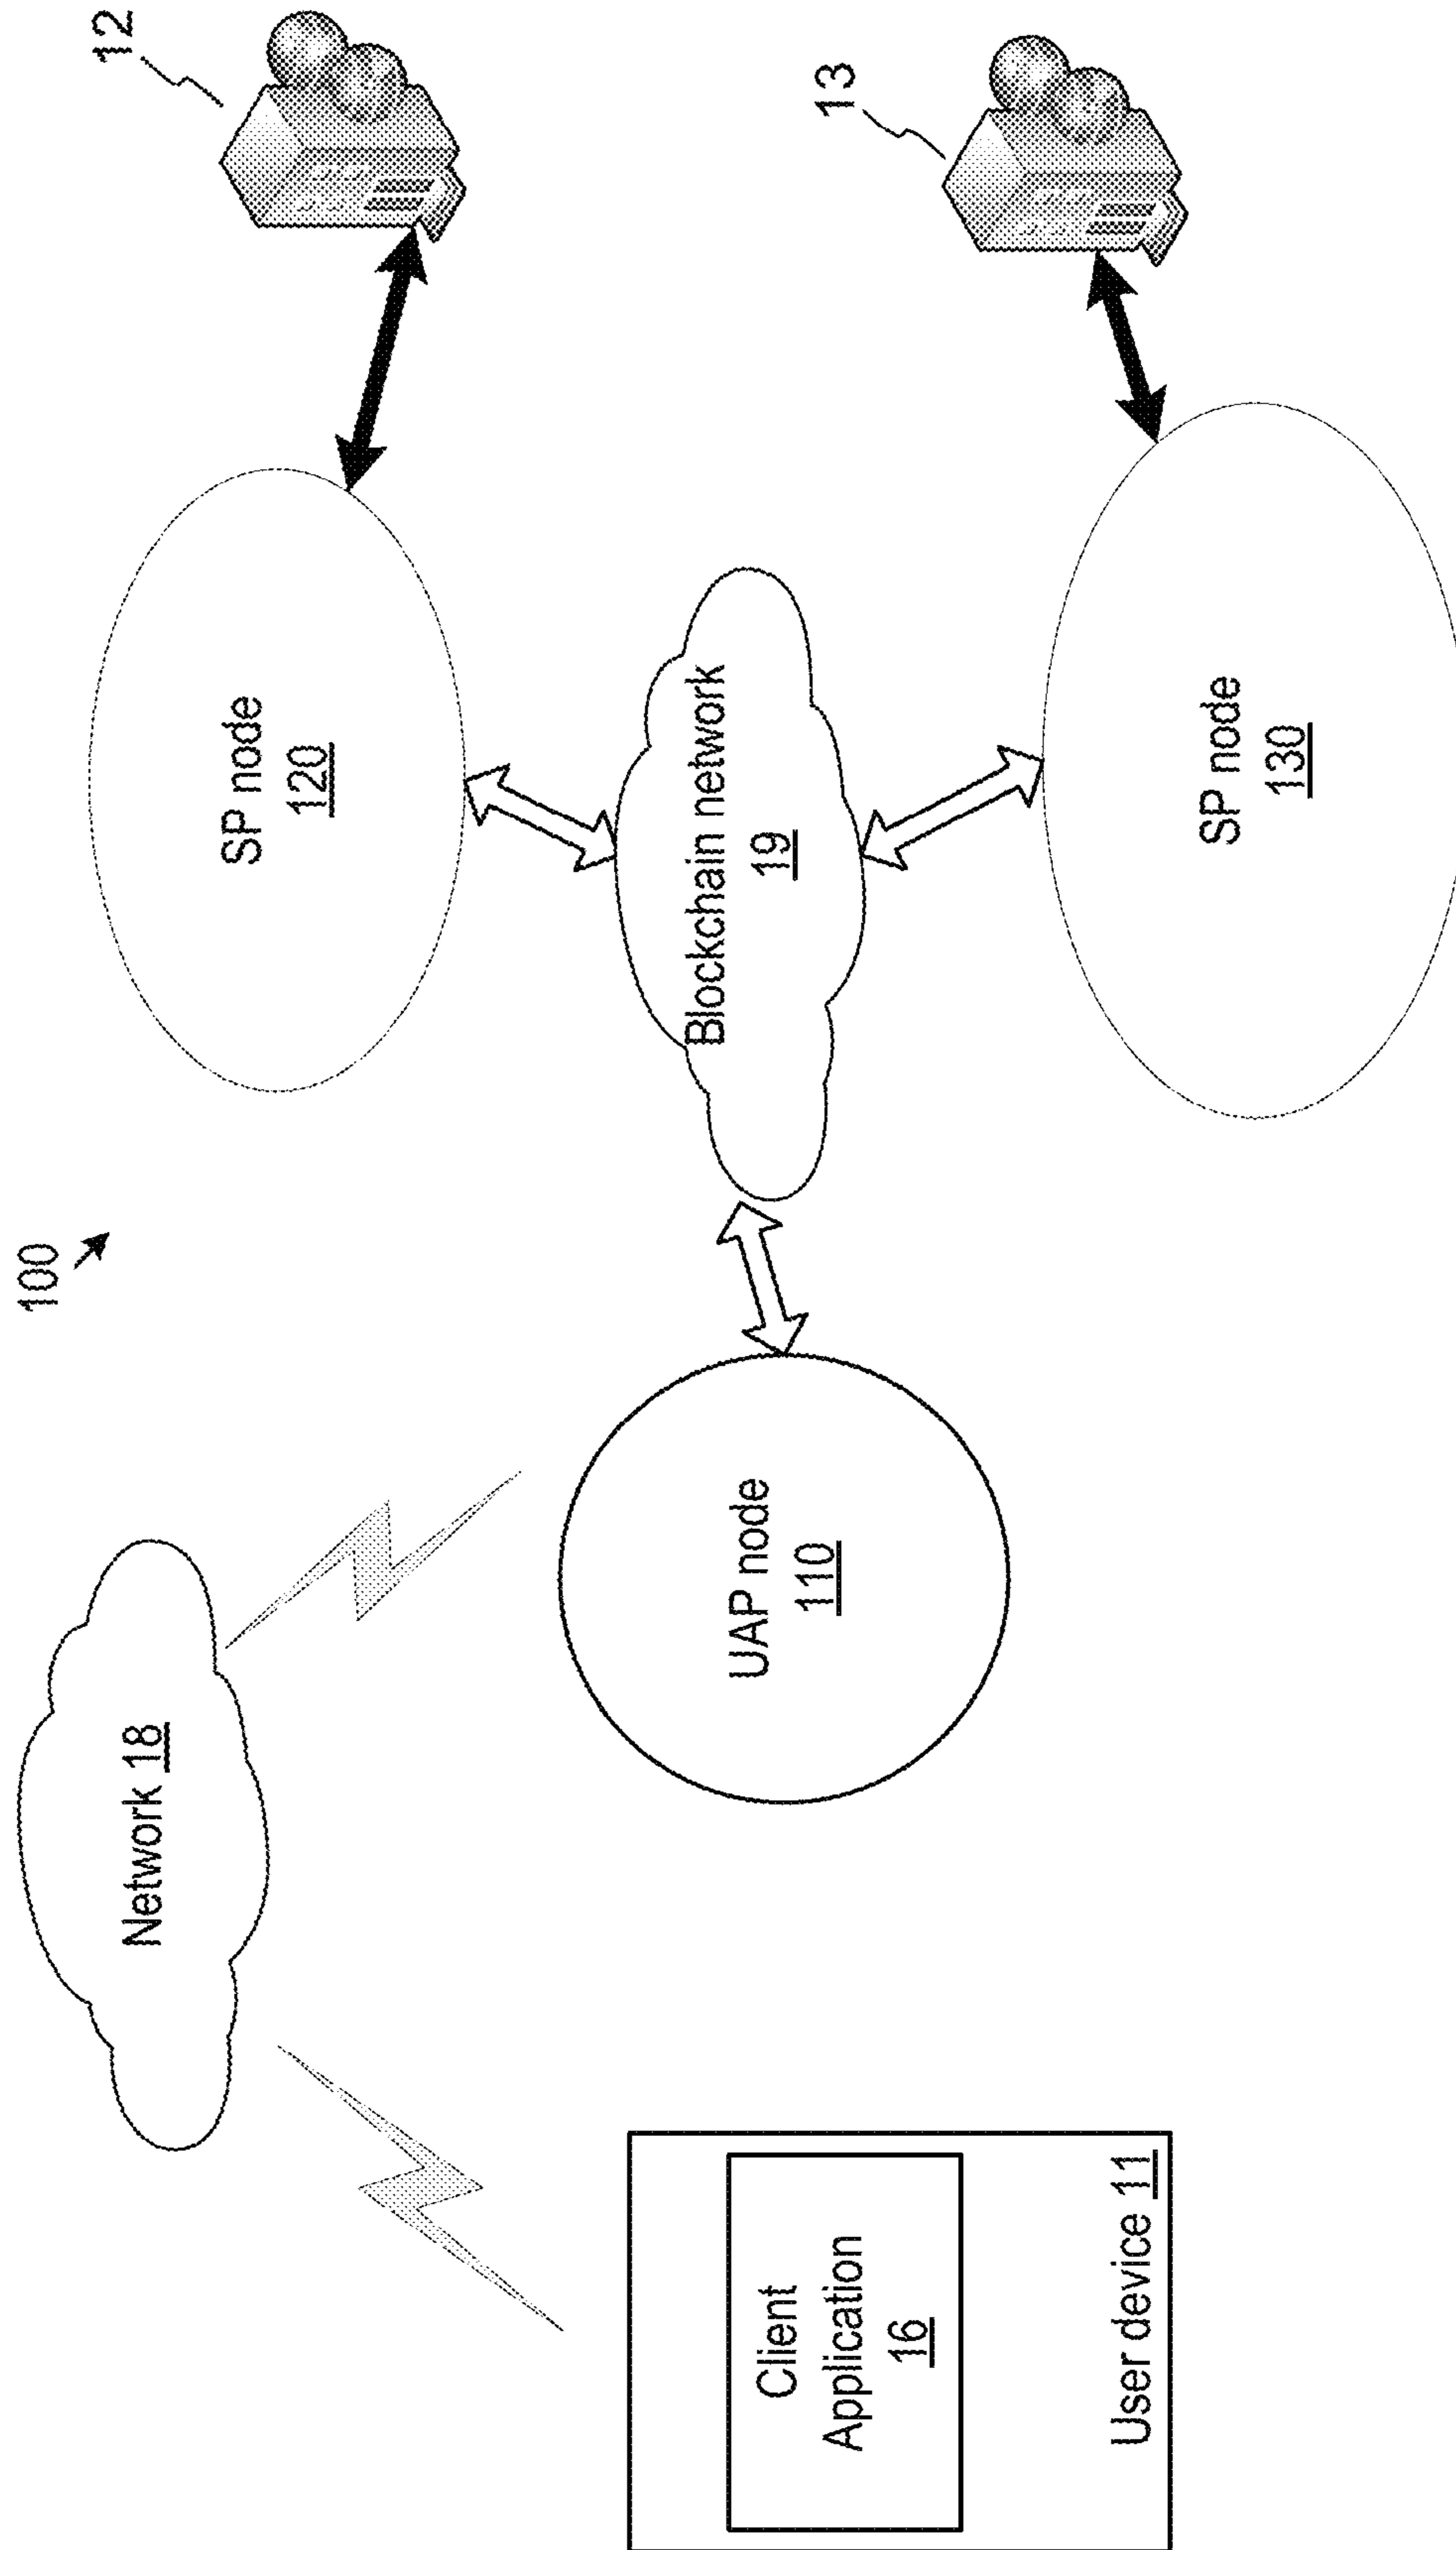 100
Network 18
12
SP node
120
Blockchain network
19
UAP node
110
13
Client
Application
16
User device 11
SP node
130